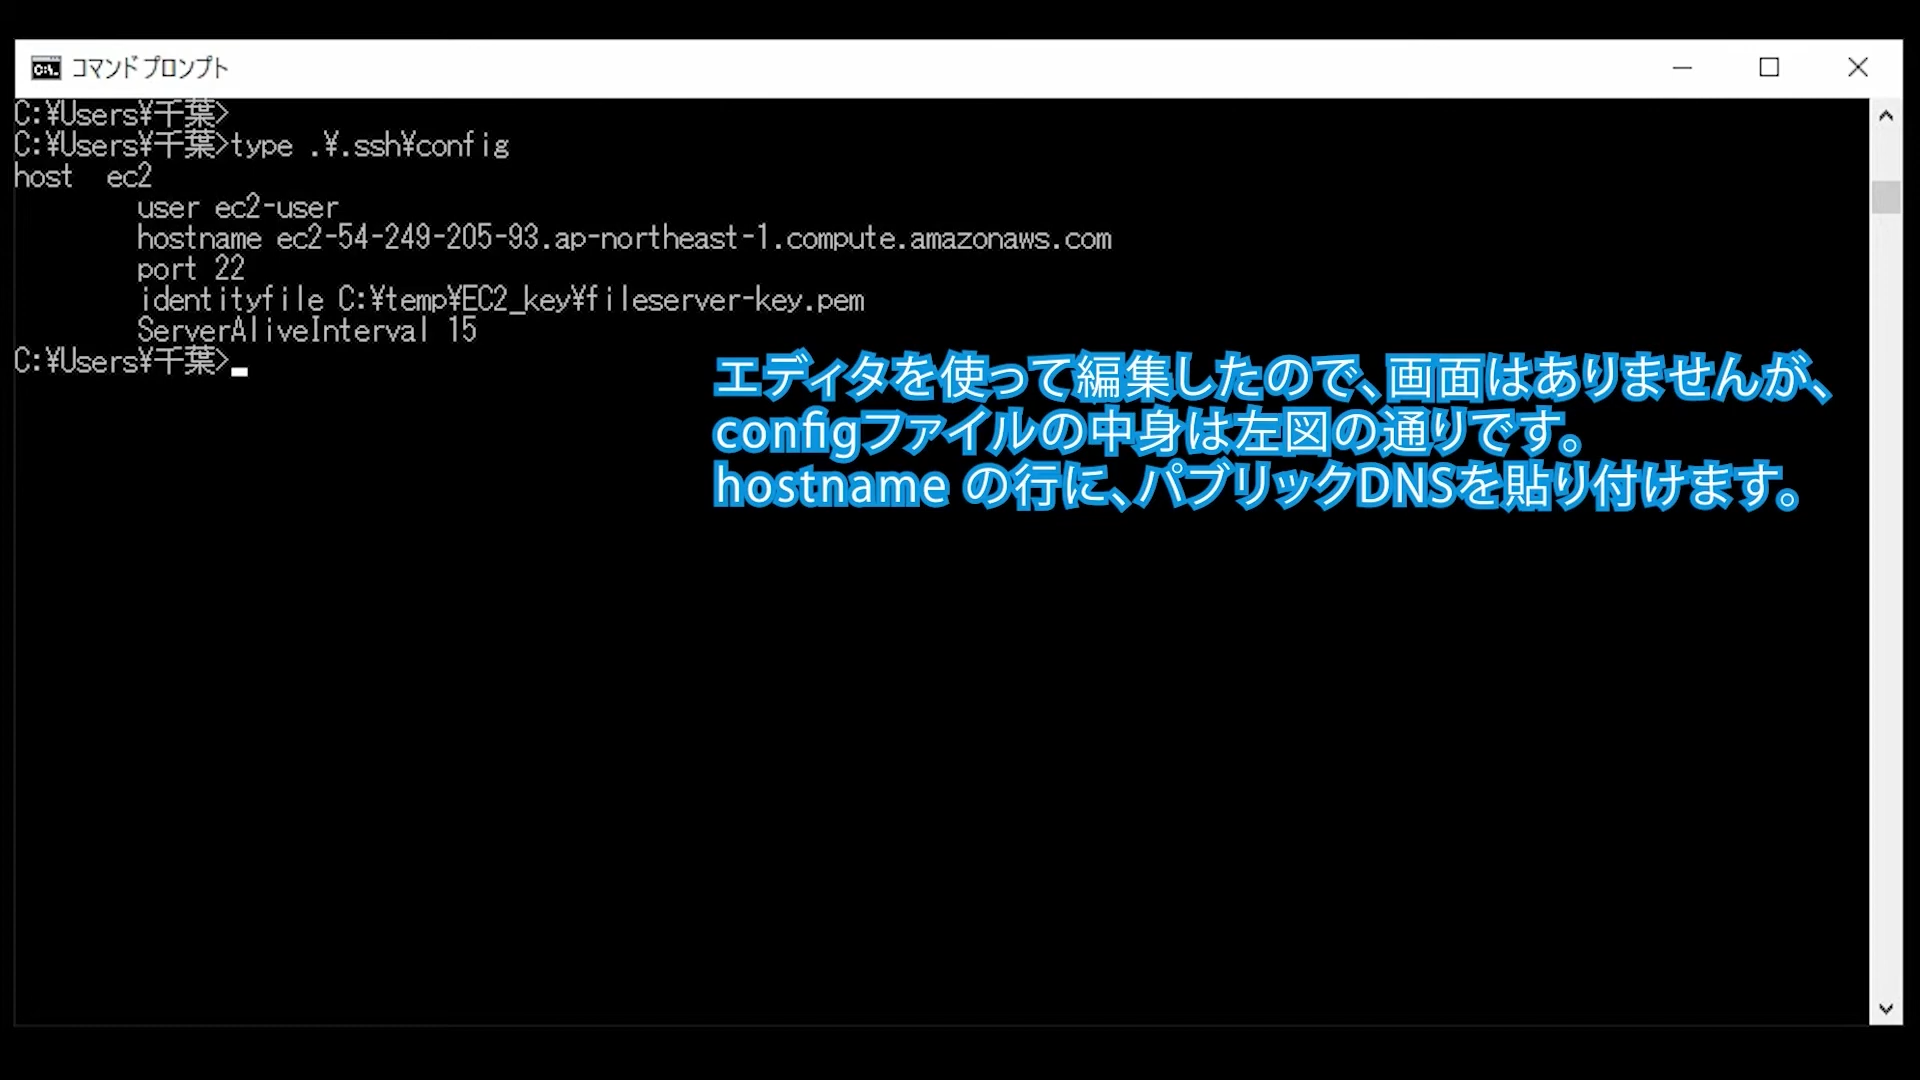 コマンド プロンプト
C:¥Users¥千葉>
C:¥Users¥千葉>type .¥.ssh¥config
host  ec2
        user ec2-user
        hostname ec2-54-249-205-93.ap-northeast-1.compute.amazonaws.com
        port 22
        identityfile C:¥temp¥EC2_key¥fileserver-key.pem
        ServerAliveInterval 15
C:¥Users¥千葉>
エディタを使って編集したので、画面はありませんが、
configファイルの中身は左図の通りです。
hostname の行に、パブリックDNSを貼り付けます。